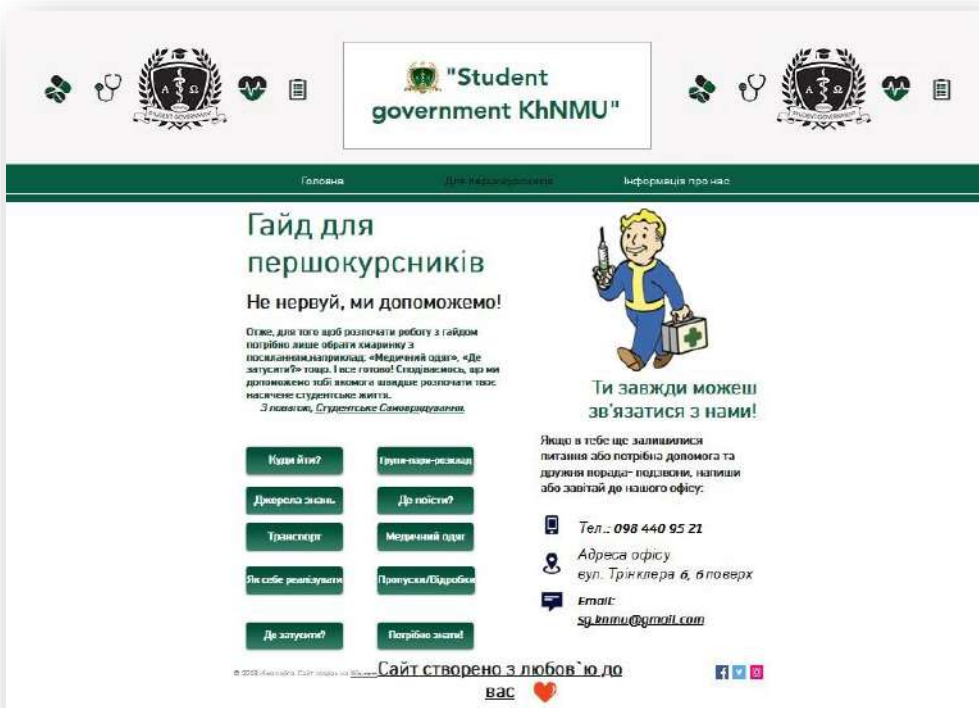 "Student
government KhNMU"
Α Ω
STUDENT GOVERNMENT
Α Ω
STUDENT GOVERNMENT
Головна
Для першокурсників
Інформація про нас
Гайд для
першокурсників
Не нервуй, ми допоможемо!
Отже, для того щоб розпочати роботу з гайдом
потрібно лише обрати хмаринку з
посиланням,наприклад: «Медичний одяг», «Де
затусити?» тощо. І все готово! Сподіваємось, що ми
допоможемо тобі якомога швидше розпочати твоє
насичене студентське життя.
З повагою, Студентське Самоврядування.
Куди йти?
Групи-пари-розклад
Джерела знань
Де поїсти?
Транспорт
Медичний одяг
Як себе реалізувати
Пропуски/Відробки
Де затусити?
Потрібно знати!
Ти завжди можеш
зв'язатися з нами!
Якщо в тебе ще залишилися
питання або потрібна допомога та
дружня порада- подзвони, напиши
або завітай до нашого офісу:
Тел.: 098 440 95 21
Адреса офісу
вул. Трінклера 6, 6 поверх
Email:
sg.knmu@gmail.com
Сайт створено з любов`ю до
вас